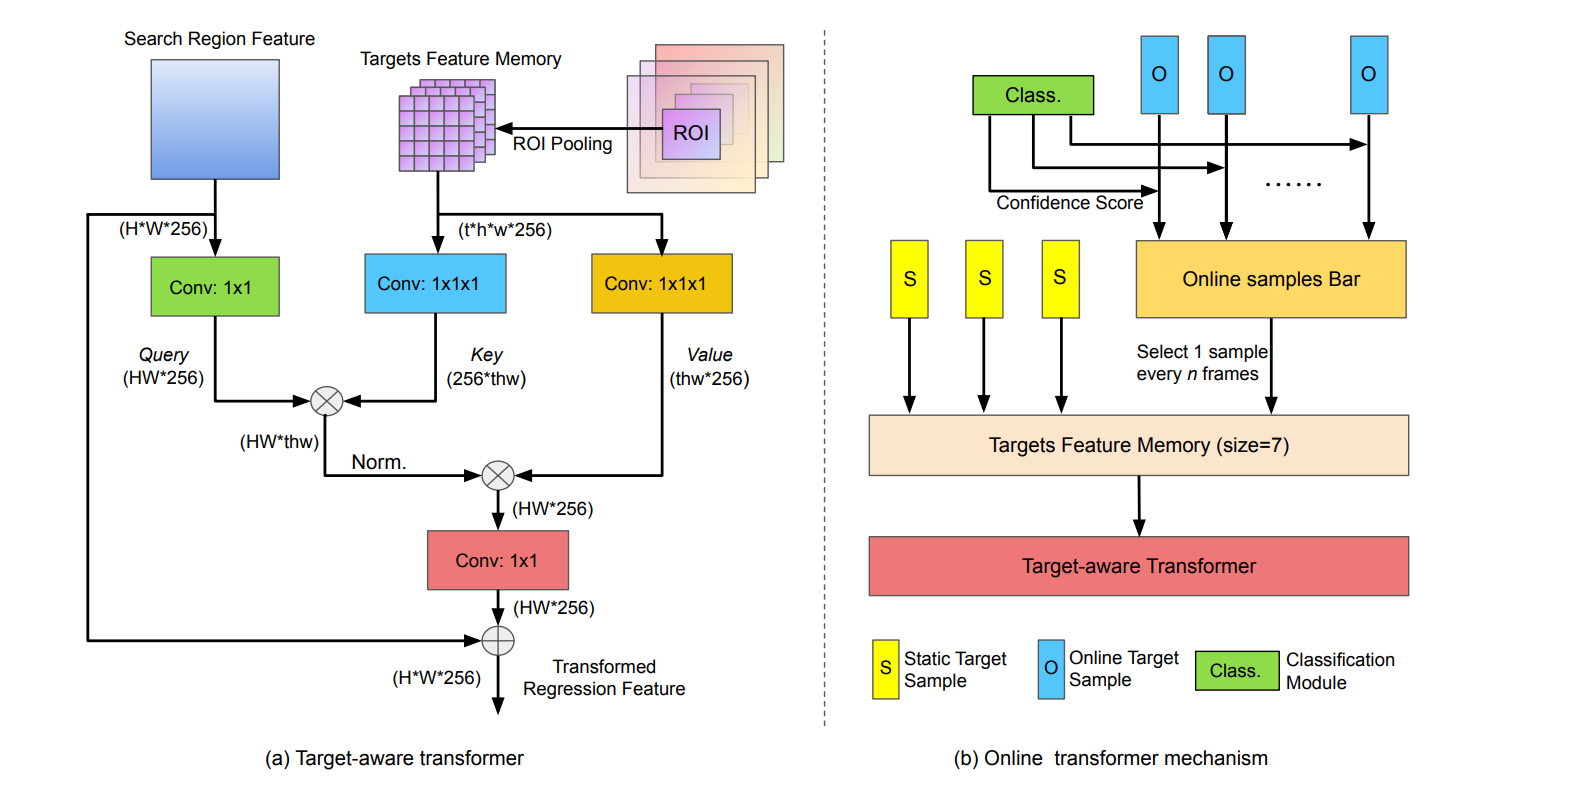 Search Region Feature
Targets Feature Memory
ROI
ROI Pooling
(H*W*256)
(t*h*w*256)
Conv: 1x1
Conv: 1x1x1
Conv: 1x1x1
Query
(HW*256)
Key
(256*thw)
Value
(thw*256)
(HW*thw)
Norm.
(HW*256)
Conv: 1x1
(HW*256)
(H*W*256)
Transformed
Regression Feature
(a) Target-aware transformer
Class.
O
O
O
......
Confidence Score
S
S
S
Online samples Bar
Select 1 sample
every n frames
Targets Feature Memory (size=7)
Target-aware Transformer
S
Static Target
Sample
O
Online Target
Sample
Class.
Classification
Module
(b) Online transformer mechanism